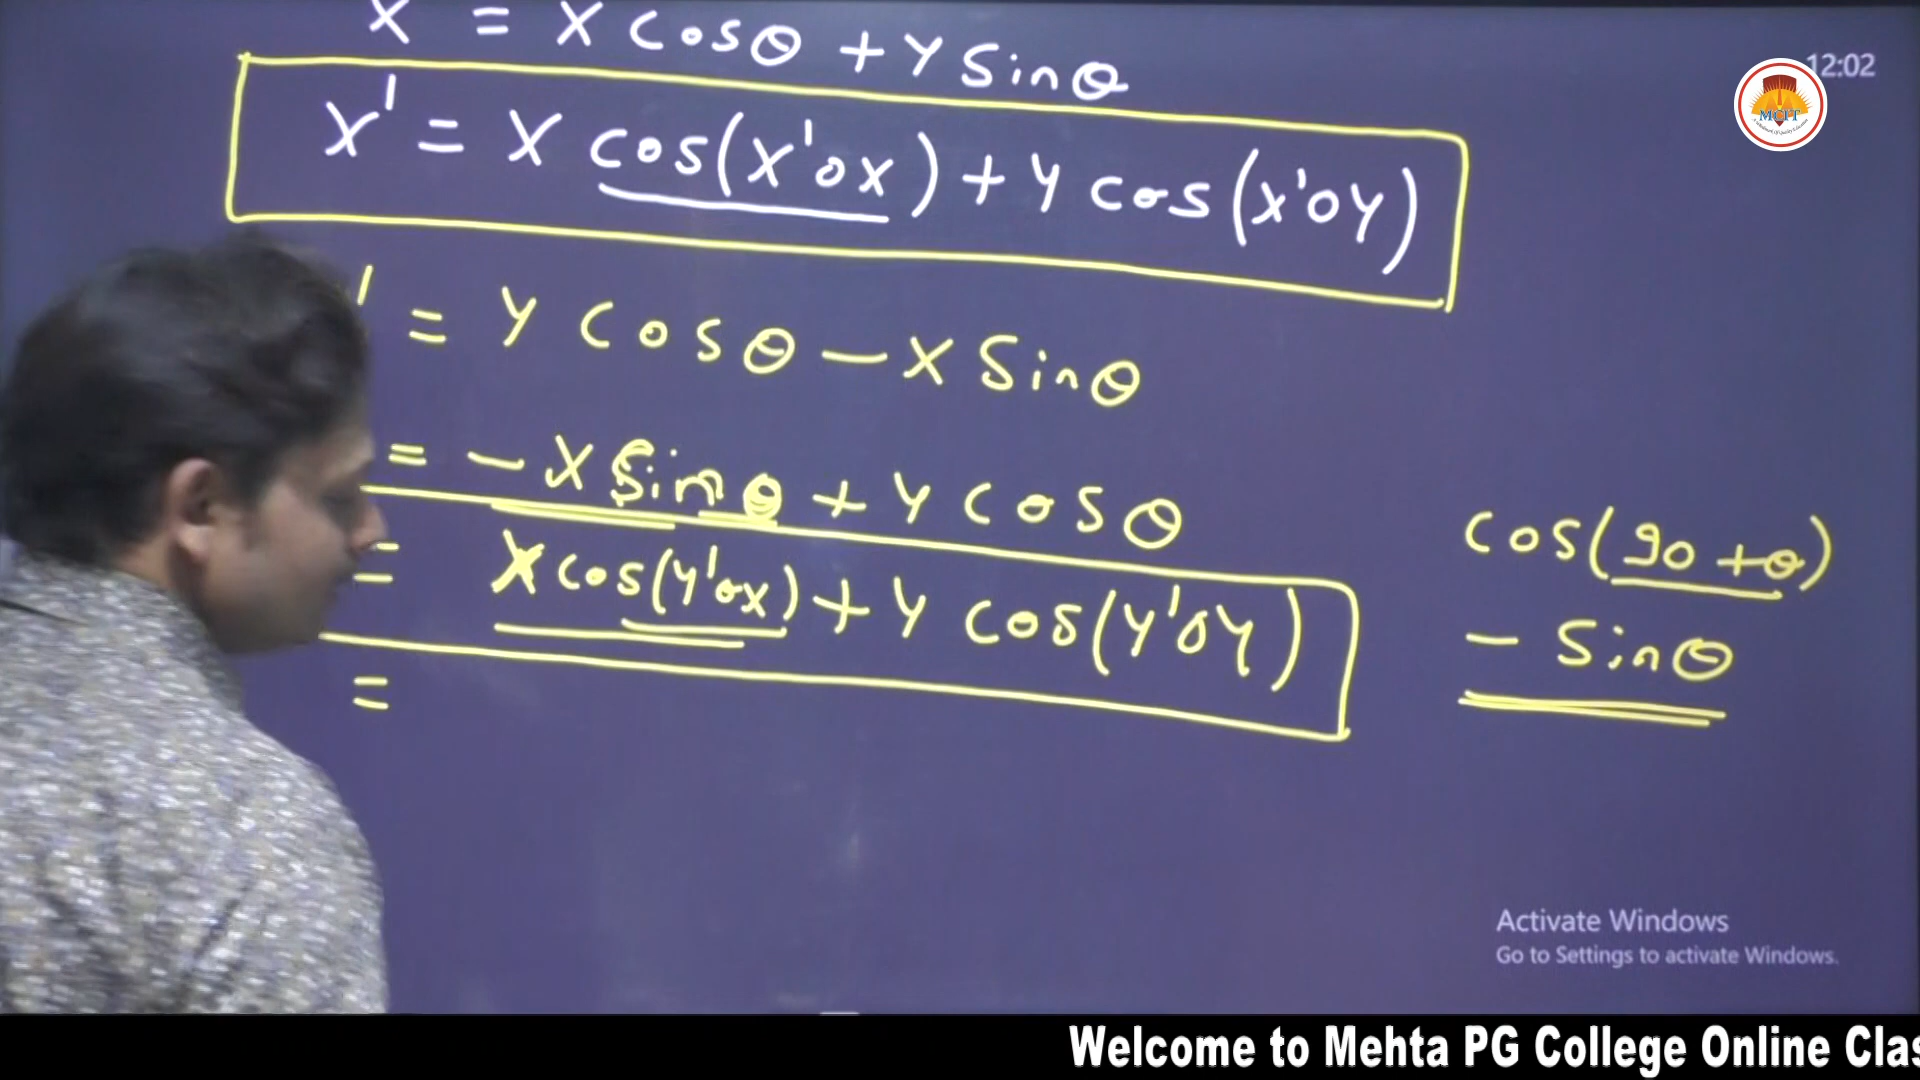 X = X Cosθ + Y Sinθ
12:02
MCIT
X' = X cos(X'OX) + Y cos(X'OY)
' = Y Cosθ - X Sinθ
= - X Sinθ + Y Cosθ
cos(90 + θ)
= X cos(Y'OX) + Y cos(Y'OY)
- Sinθ
=
Activate Windows
Go to Settings to activate Windows.
Welcome to Mehta PG College Online Clas